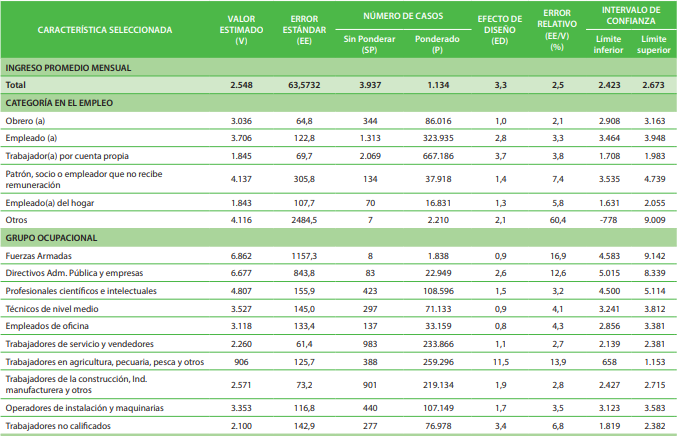 CARACTERÍSTICA SELECCIONADA VALOR ESTIMADO (V) ERROR ESTÁNDAR (EE) NÚMERO DE CASOS EFECTO DE DISEÑO (ED) ERROR RELATIVO (EE/V) (%) INTERVALO DE CONFIANZA
Sin Ponderar (SP) Ponderado (P) Límite inferior Límite superior
INGRESO PROMEDIO MENSUAL
Total 2.548 63,5732 3.937 1.134 3,3 2,5 2.423 2.673
CATEGORÍA EN EL EMPLEO
Obrero (a) 3.036 64,8 344 86.016 1,0 2,1 2.908 3.163
Empleado (a) 3.706 122,8 1.313 323.935 2,8 3,3 3.464 3.948
Trabajador(a) por cuenta propia 1.845 69,7 2.069 667.186 3,7 3,8 1.708 1.983
Patrón, socio o empleador que no recibe remuneración 4.137 305,8 134 37.918 1,4 7,4 3.535 4.739
Empleado(a) del hogar 1.843 107,7 70 16.831 1,3 5,8 1.631 2.055
Otros 4.116 2484,5 7 2.210 2,1 60,4 -778 9.009
GRUPO OCUPACIONAL
Fuerzas Armadas 6.862 1157,3 8 1.838 0,9 16,9 4.583 9.142
Directivos Adm. Pública y empresas 6.677 843,8 83 22.949 2,6 12,6 5.015 8.339
Profesionales científicos e intelectuales 4.807 155,9 423 108.596 1,5 3,2 4.500 5.114
Técnicos de nivel medio 3.527 145,0 297 71.133 0,9 4,1 3.241 3.812
Empleados de oficina 3.118 133,4 137 33.159 0,8 4,3 2.856 3.381
Trabajadores de servicio y vendedores 2.260 61,4 983 233.866 1,1 2,7 2.139 2.381
Trabajadores en agricultura, pecuaria, pesca y otros 906 125,7 388 259.296 11,5 13,9 658 1.153
Trabajadores de la construcción, Ind. manufacturera y otros 2.571 73,2 901 219.134 1,9 2,8 2.427 2.715
Operadores de instalación y maquinarias 3.353 116,8 440 107.149 1,7 3,5 3.123 3.583
Trabajadores no calificados 2.100 142,9 277 76.978 3,4 6,8 1.819 2.382